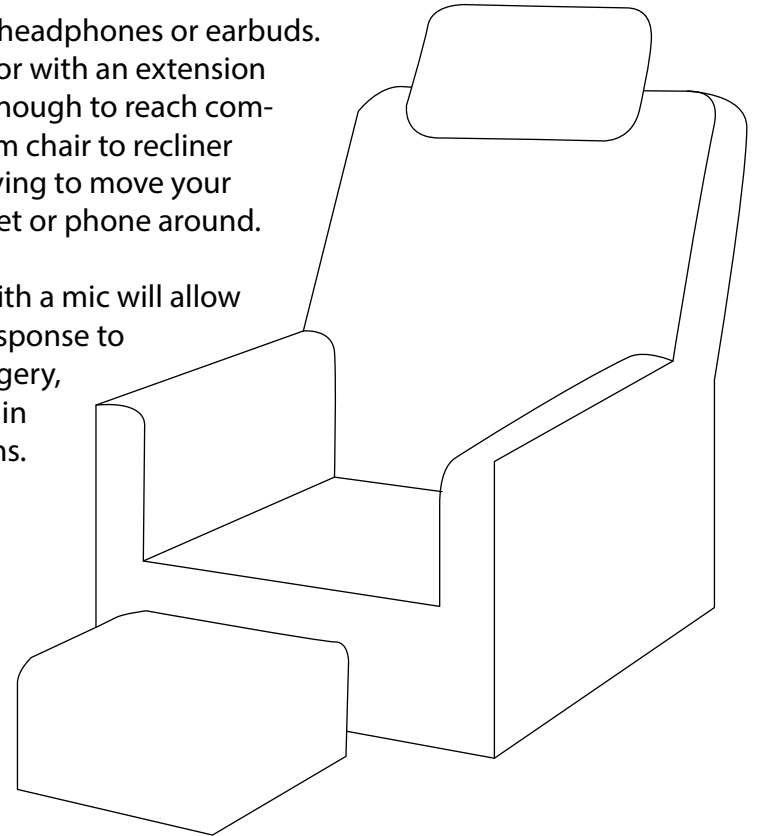 headphones or earbuds.
or with an extension
nough to reach com-
m chair to recliner
ving to move your
et or phone around.
ith a mic will allow
sponse to
gery,
in
ns.